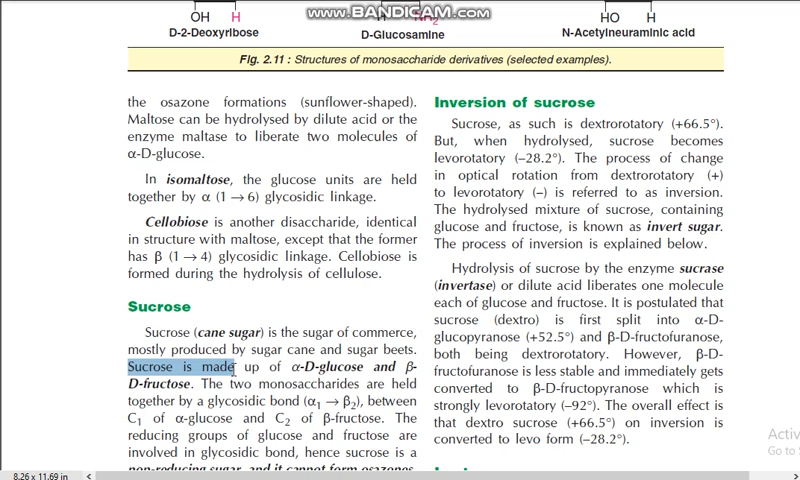 www.BANDICAM.com
OH H
H NO2
HO H
D-2-Deoxyribose
D-Glucosamine
N-Acetylneuraminic acid
Fig. 2.11 : Structures of monosaccharide derivatives (selected examples).
the osazone formations (sunflower-shaped).
Maltose can be hydrolysed by dilute acid or the
enzyme maltase to liberate two molecules of
α-D-glucose.
In isomaltose, the glucose units are held
together by α (1 → 6) glycosidic linkage.
Cellobiose is another disaccharide, identical
in structure with maltose, except that the former
has β (1 → 4) glycosidic linkage. Cellobiose is
formed during the hydrolysis of cellulose.
Sucrose
Sucrose (cane sugar) is the sugar of commerce,
mostly produced by sugar cane and sugar beets.
Sucrose is made up of α-D-glucose and β-
D-fructose. The two monosaccharides are held
together by a glycosidic bond (α1 → β2), between
C1 of α-glucose and C2 of β-fructose. The
reducing groups of glucose and fructose are
involved in glycosidic bond, hence sucrose is a
non-reducing sugar, and it cannot form osazones.
Inversion of sucrose
Sucrose, as such is dextrorotatory (+66.5°).
But, when hydrolysed, sucrose becomes
levorotatory (–28.2°). The process of change
in optical rotation from dextrorotatory (+)
to levorotatory (–) is referred to as inversion.
The hydrolysed mixture of sucrose, containing
glucose and fructose, is known as invert sugar.
The process of inversion is explained below.
Hydrolysis of sucrose by the enzyme sucrase
(invertase) or dilute acid liberates one molecule
each of glucose and fructose. It is postulated that
sucrose (dextro) is first split into α-D-
glucopyranose (+52.5°) and β-D-fructofuranose,
both being dextrorotatory. However, β-D-
fructofuranose is less stable and immediately gets
converted to β-D-fructopyranose which is
strongly levorotatory (–92°). The overall effect is
that dextro sucrose (+66.5°) on inversion is
converted to levo form (–28.2°).
Activ
Go to S
8.26 x 11.69 in